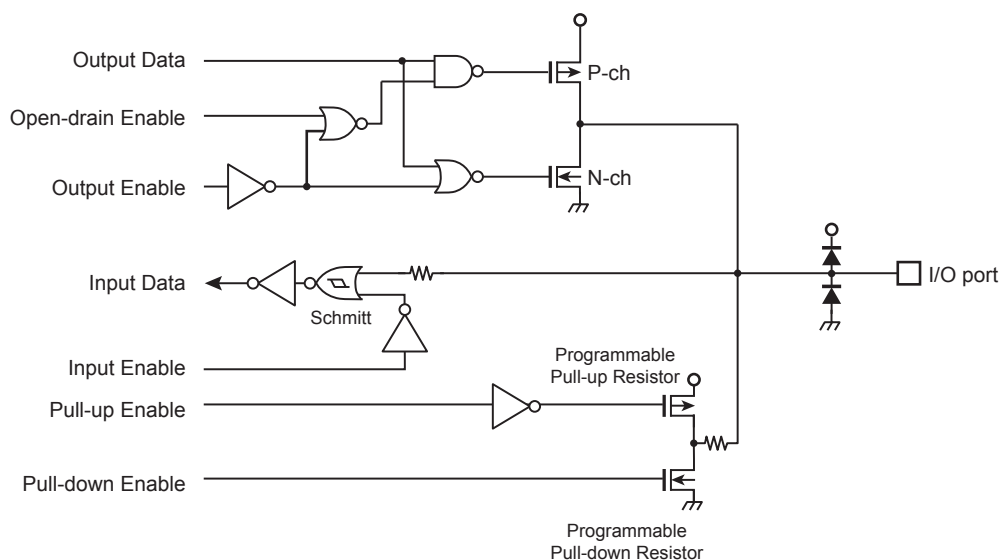 Output Data
P-ch
Open-drain Enable
Output Enable
N-ch
Input Data
I/O port
Schmitt
Input Enable
Programmable
Pull-up Resistor
Pull-up Enable
Pull-down Enable
Programmable
Pull-down Resistor